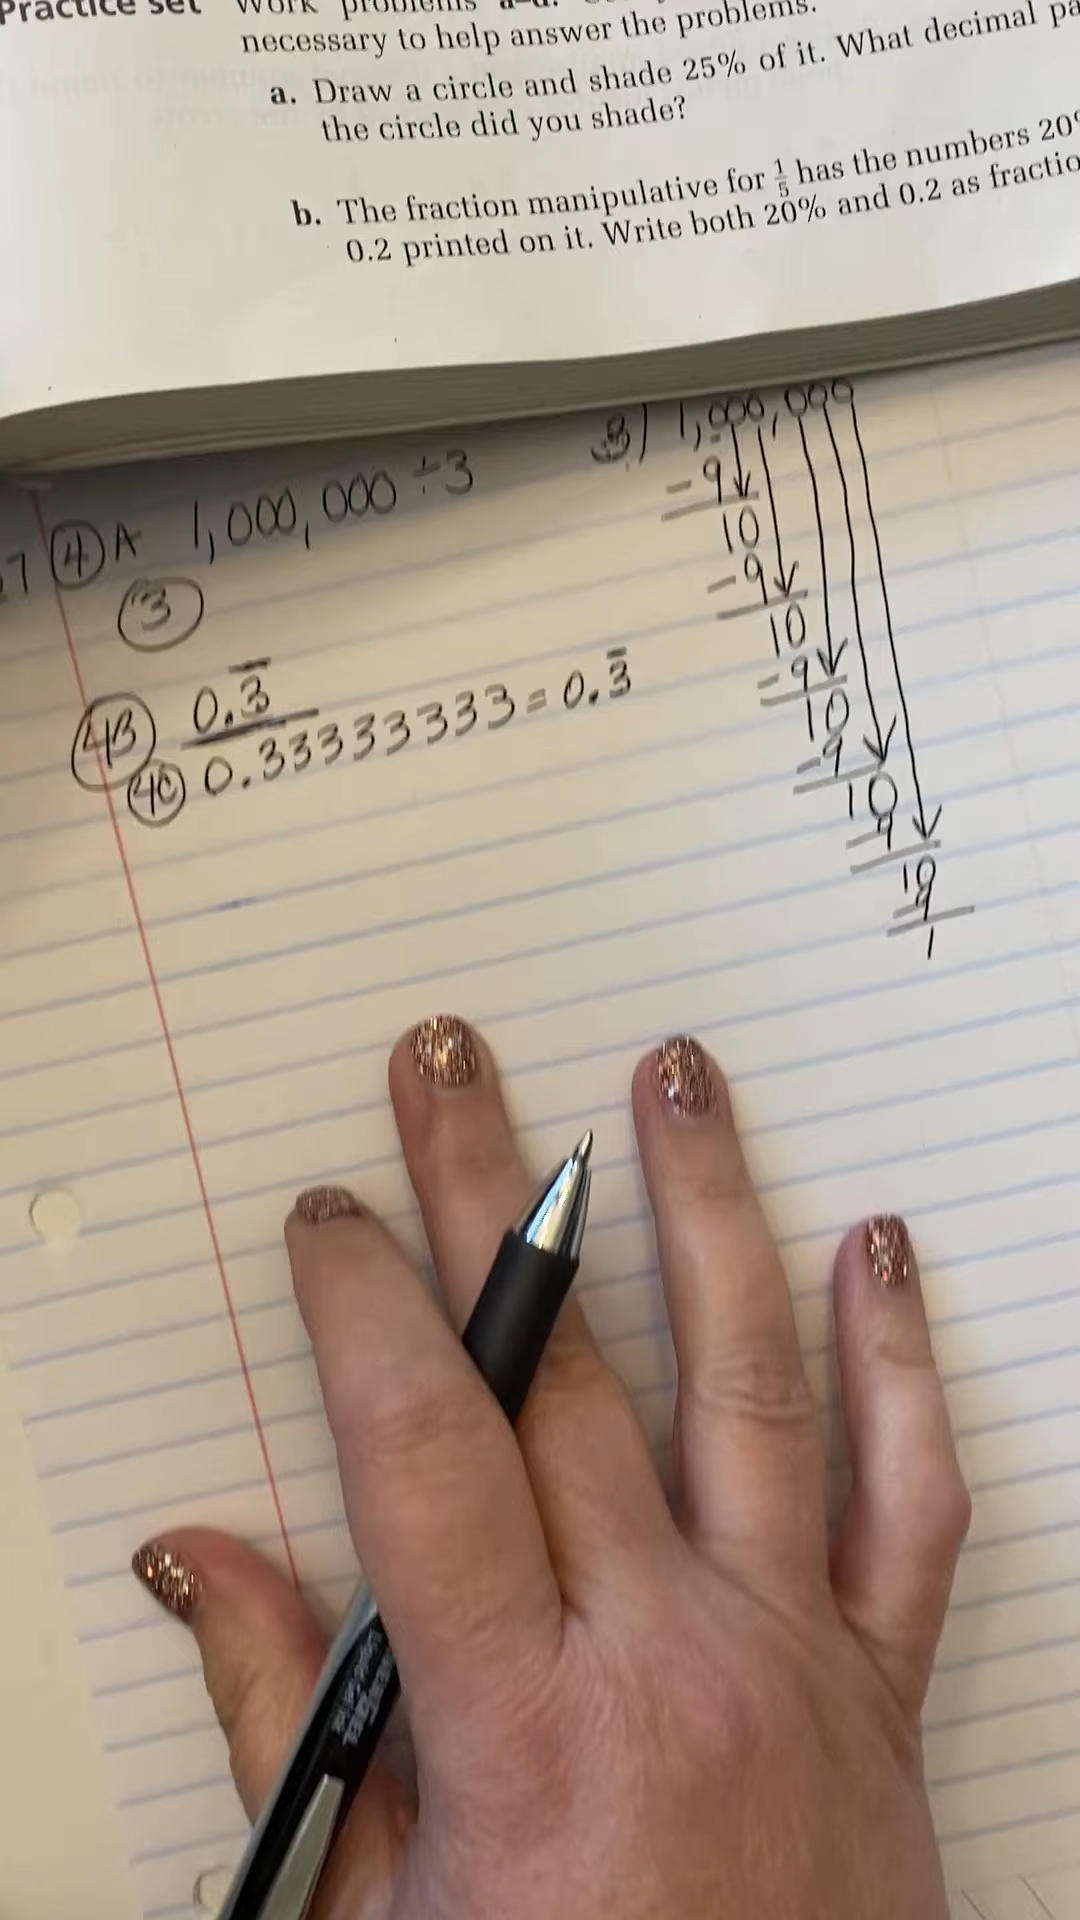 Practice set Work problems a–d.
necessary to help answer the problems.
a. Draw a circle and shade 25% of it. What decimal pa
the circle did you shade?
b. The fraction manipulative for 1/5 has the numbers 20
0.2 printed on it. Write both 20% and 0.2 as fractio
7 ④ A 1,000,000 ÷ 3
③
4B 0.3̅
4C 0.33333333 = 0.3̅
3) 1,000,000
-9
10
-9
10
-9
10
-9
10
9
10
9
1